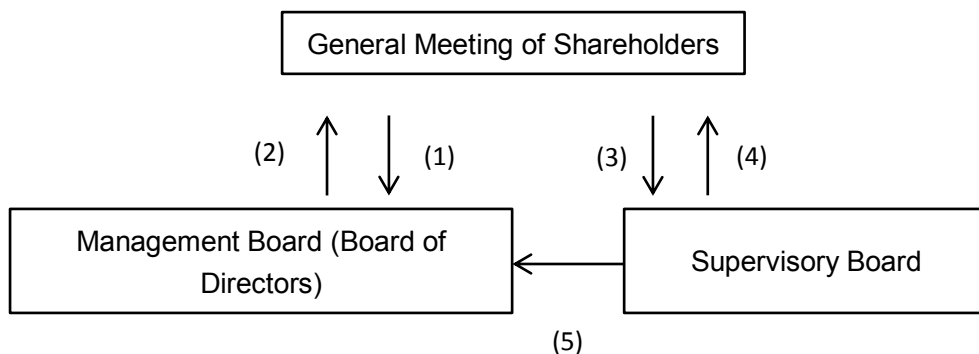 General Meeting of Shareholders
(2)
(1)
(3)
(4)
Management Board (Board of
Directors)
Supervisory Board
(5)